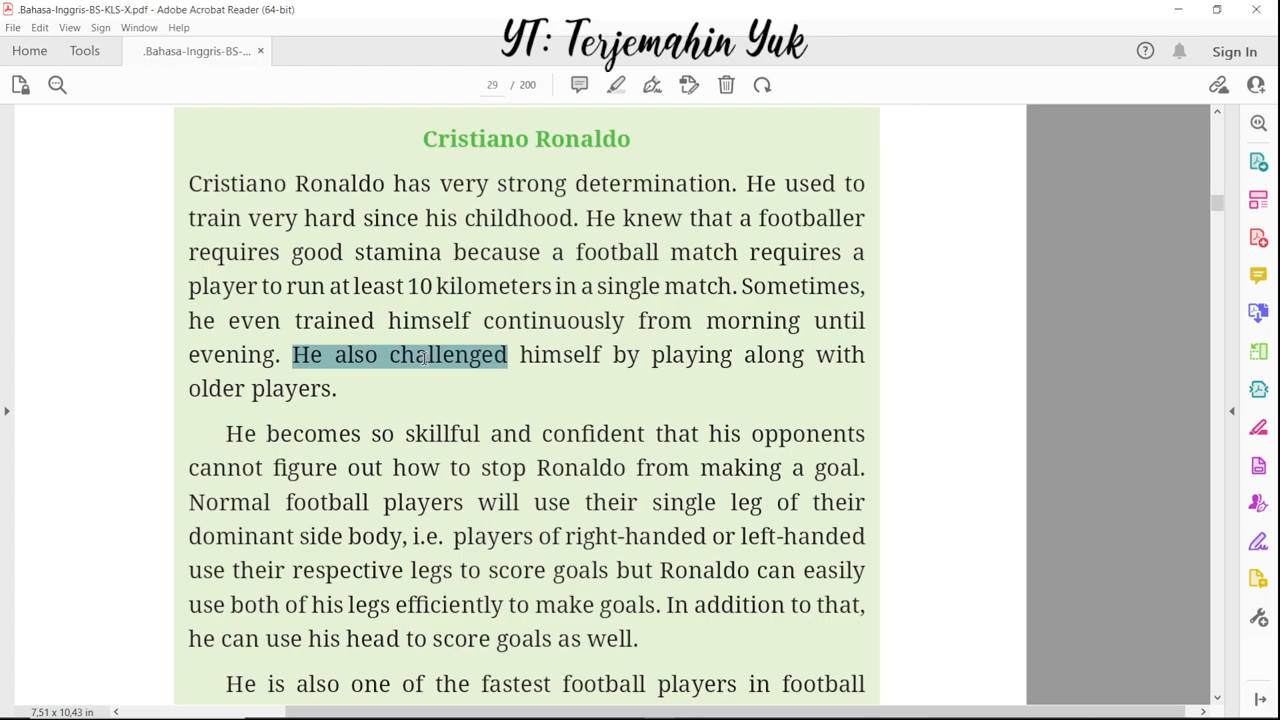 .Bahasa-Inggris-BS-KLS-X.pdf - Adobe Acrobat Reader (64-bit)
File Edit View Sign Window Help
YT: Terjemahin Yuk
Home Tools .Bahasa-Inggris-BS-... × Sign In
29 / 200
Cristiano Ronaldo
Cristiano Ronaldo has very strong determination. He used to
train very hard since his childhood. He knew that a footballer
requires good stamina because a football match requires a
player to run at least 10 kilometers in a single match. Sometimes,
he even trained himself continuously from morning until
evening. He also challenged himself by playing along with
older players.
He becomes so skillful and confident that his opponents
cannot figure out how to stop Ronaldo from making a goal.
Normal football players will use their single leg of their
dominant side body, i.e. players of right-handed or left-handed
use their respective legs to score goals but Ronaldo can easily
use both of his legs efficiently to make goals. In addition to that,
he can use his head to score goals as well.
He is also one of the fastest football players in football
7,51 x 10,43 in